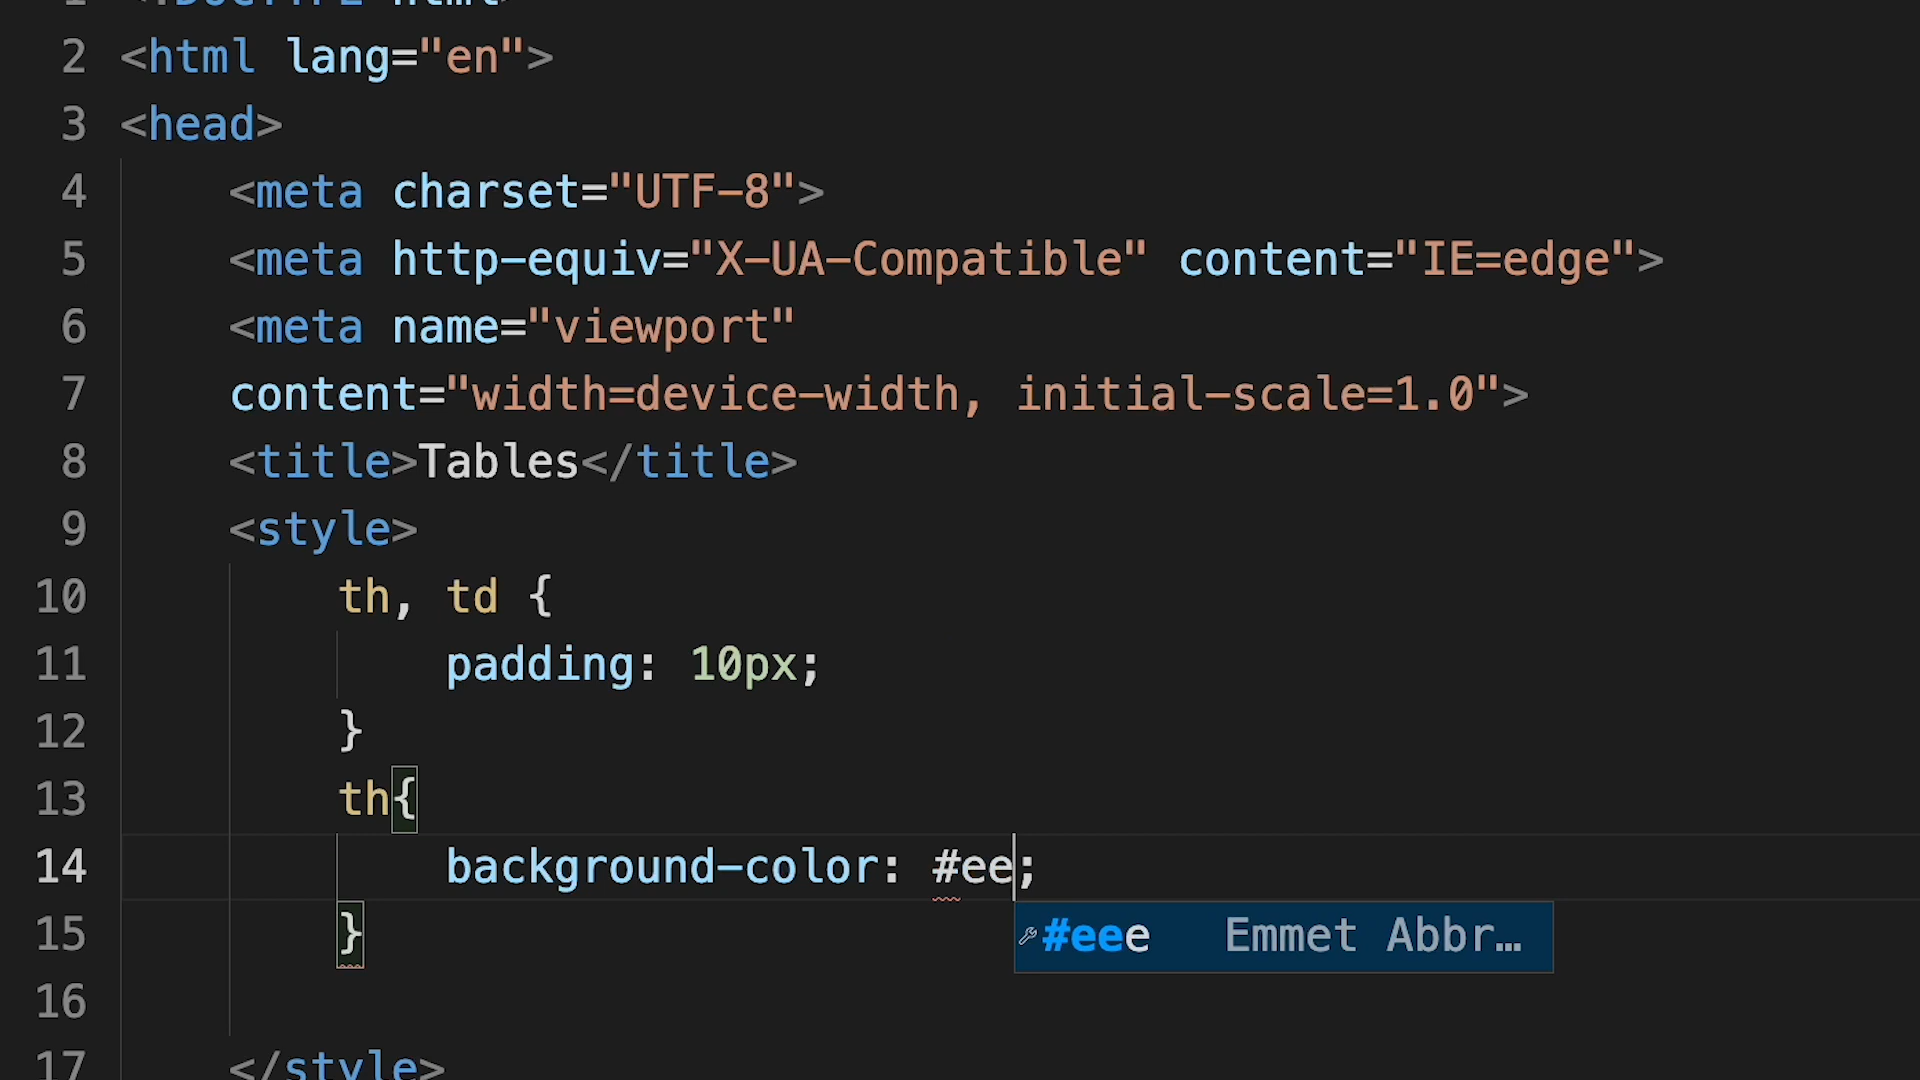 1 <!DOCTYPE html>
2 <html lang="en">
3 <head>
4 <meta charset="UTF-8">
5 <meta http-equiv="X-UA-Compatible" content="IE=edge">
6 <meta name="viewport"
7 content="width=device-width, initial-scale=1.0">
8 <title>Tables</title>
9 <style>
10 th, td {
11 padding: 10px;
12 }
13 th{
14 background-color: #ee;
15 } #eee Emmet Abbr…
16
17 </style>